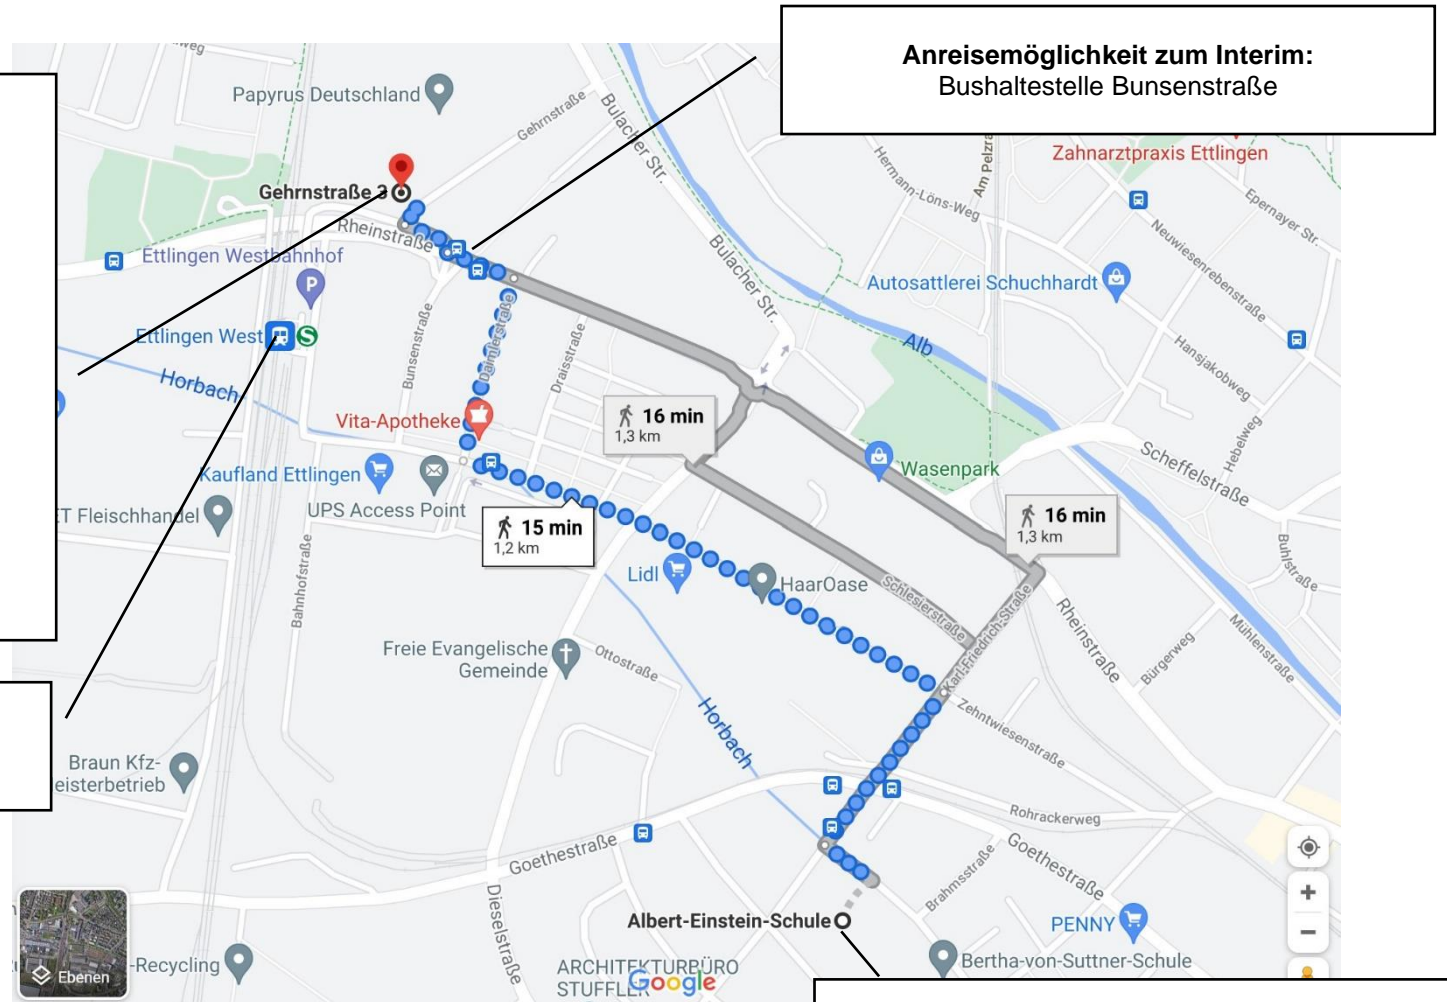 Anreisemöglichkeit zum Interim:
Bushaltestelle Bunsenstraße
weg
Papyrus Deutschland
Gehrnstraße
Bulacher Str.
Hermann-Löns-Weg
Am Pelzra
Zahnarztpraxis Ettlingen
Epernayer Str.
Gehrnstraße 3
Rheinstraße
Neuwiesenrebenstraße
Ettlingen Westbahnhof
P
Bulacher Str.
Autosattlerei Schuchhardt
Ettlingen West
S
Bunsenstraße
Daimlerstraße
Draisstraße
Alb
Hansjakobweg
Horbach
Vita-Apotheke
16 min
1,3 km
Hebelweg
Scheffelstraße
Kaufland Ettlingen
Wasenpark
UPS Access Point
ET Fleischhandel
15 min
1,2 km
16 min
1,3 km
Buhlstraße
Lidl
HaarOase
Schlesierstraße
Bahnhofstraße
Karl-Friedrich-Straße
Rheinstraße
Mühlenstraße
Freie Evangelische
Gemeinde
Ottostraße
Bürgerweg
Horbach
Zehntwiesenstraße
Braun Kfz-
eisterbetrieb
Rohrackerweg
Goethestraße
Goethestraße
Brahmsstraße
Dieselstraße
Albert-Einstein-Schule
PENNY
Bertha-von-Suttner-Schule
-Recycling
Ebenen
ARCHITEKTURBÜRO
STUFFLER
Google